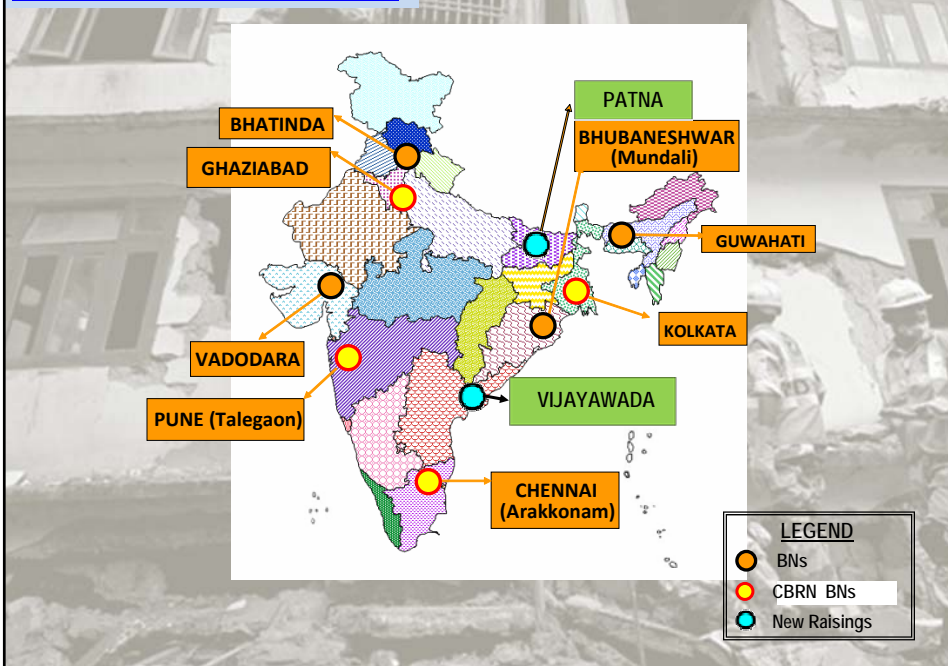 PATNA
BHATINDA
BHUBANESHWAR
(Mundali)
GHAZIABAD
GUWAHATI
KOLKATA
VADODARA
VIJAYAWADA
PUNE (Talegaon)
CHENNAI
(Arakkonam)
LEGEND
BNs
CBRN BNs
New Raisings